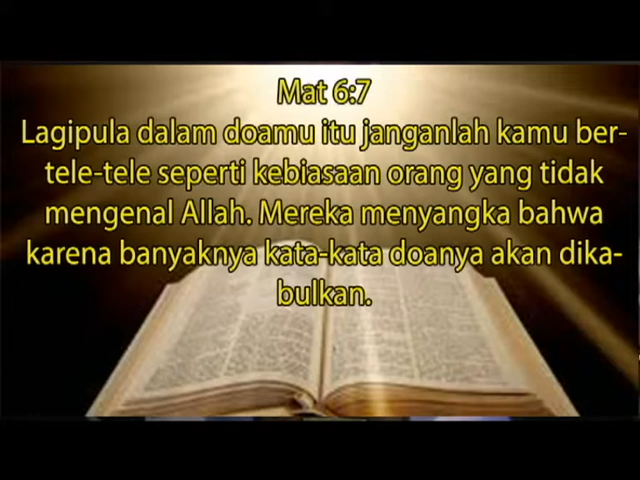 Mat 6:7
Lagipula dalam doamu itu janganlah kamu ber-
tele-tele seperti kebiasaan orang yang tidak
mengenal Allah. Mereka menyangka bahwa
karena banyaknya kata-kata doanya akan dika-
bulkan.